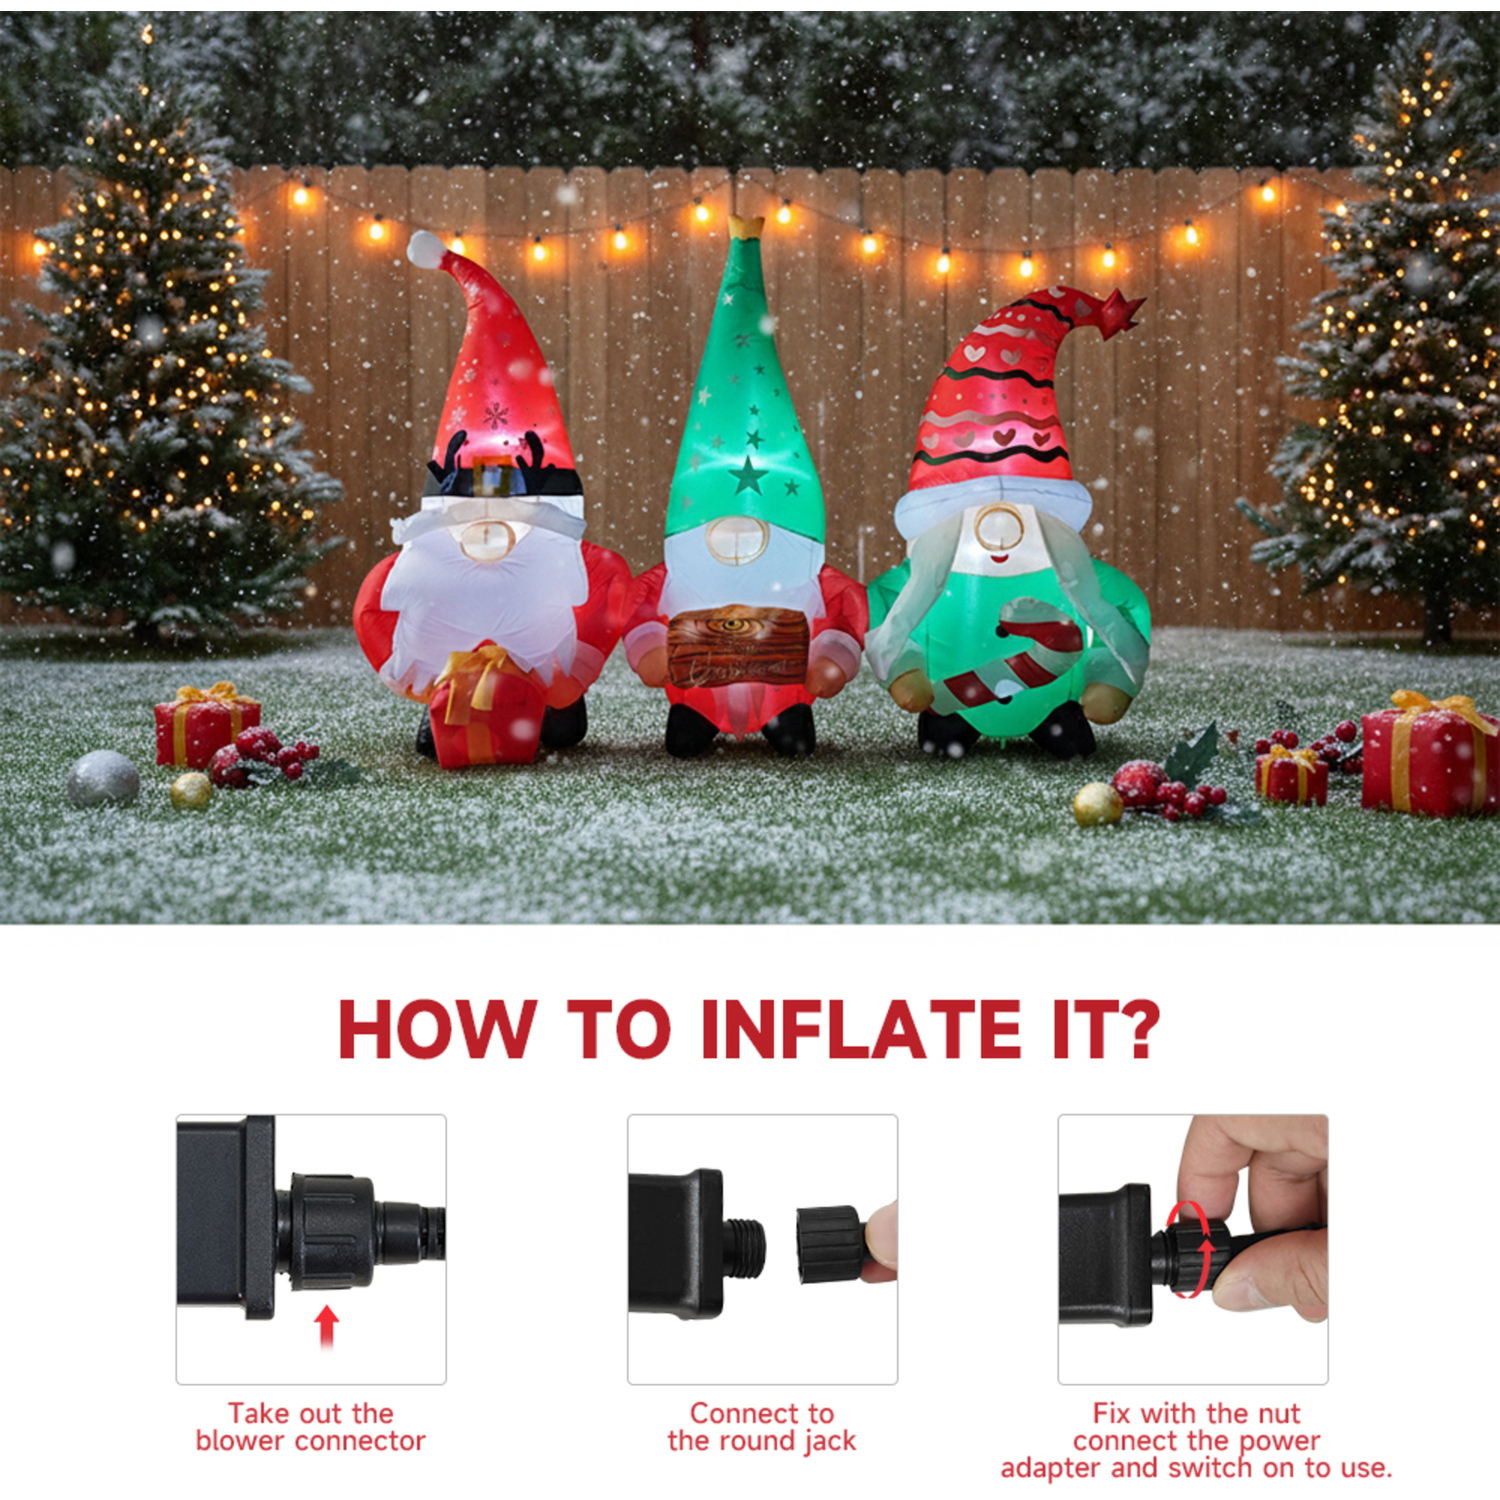 HOW TO INFLATE IT?
Take out the
blower connector
Connect to
the round jack
Fix with the nut
connect the power
adapter and switch on to use.